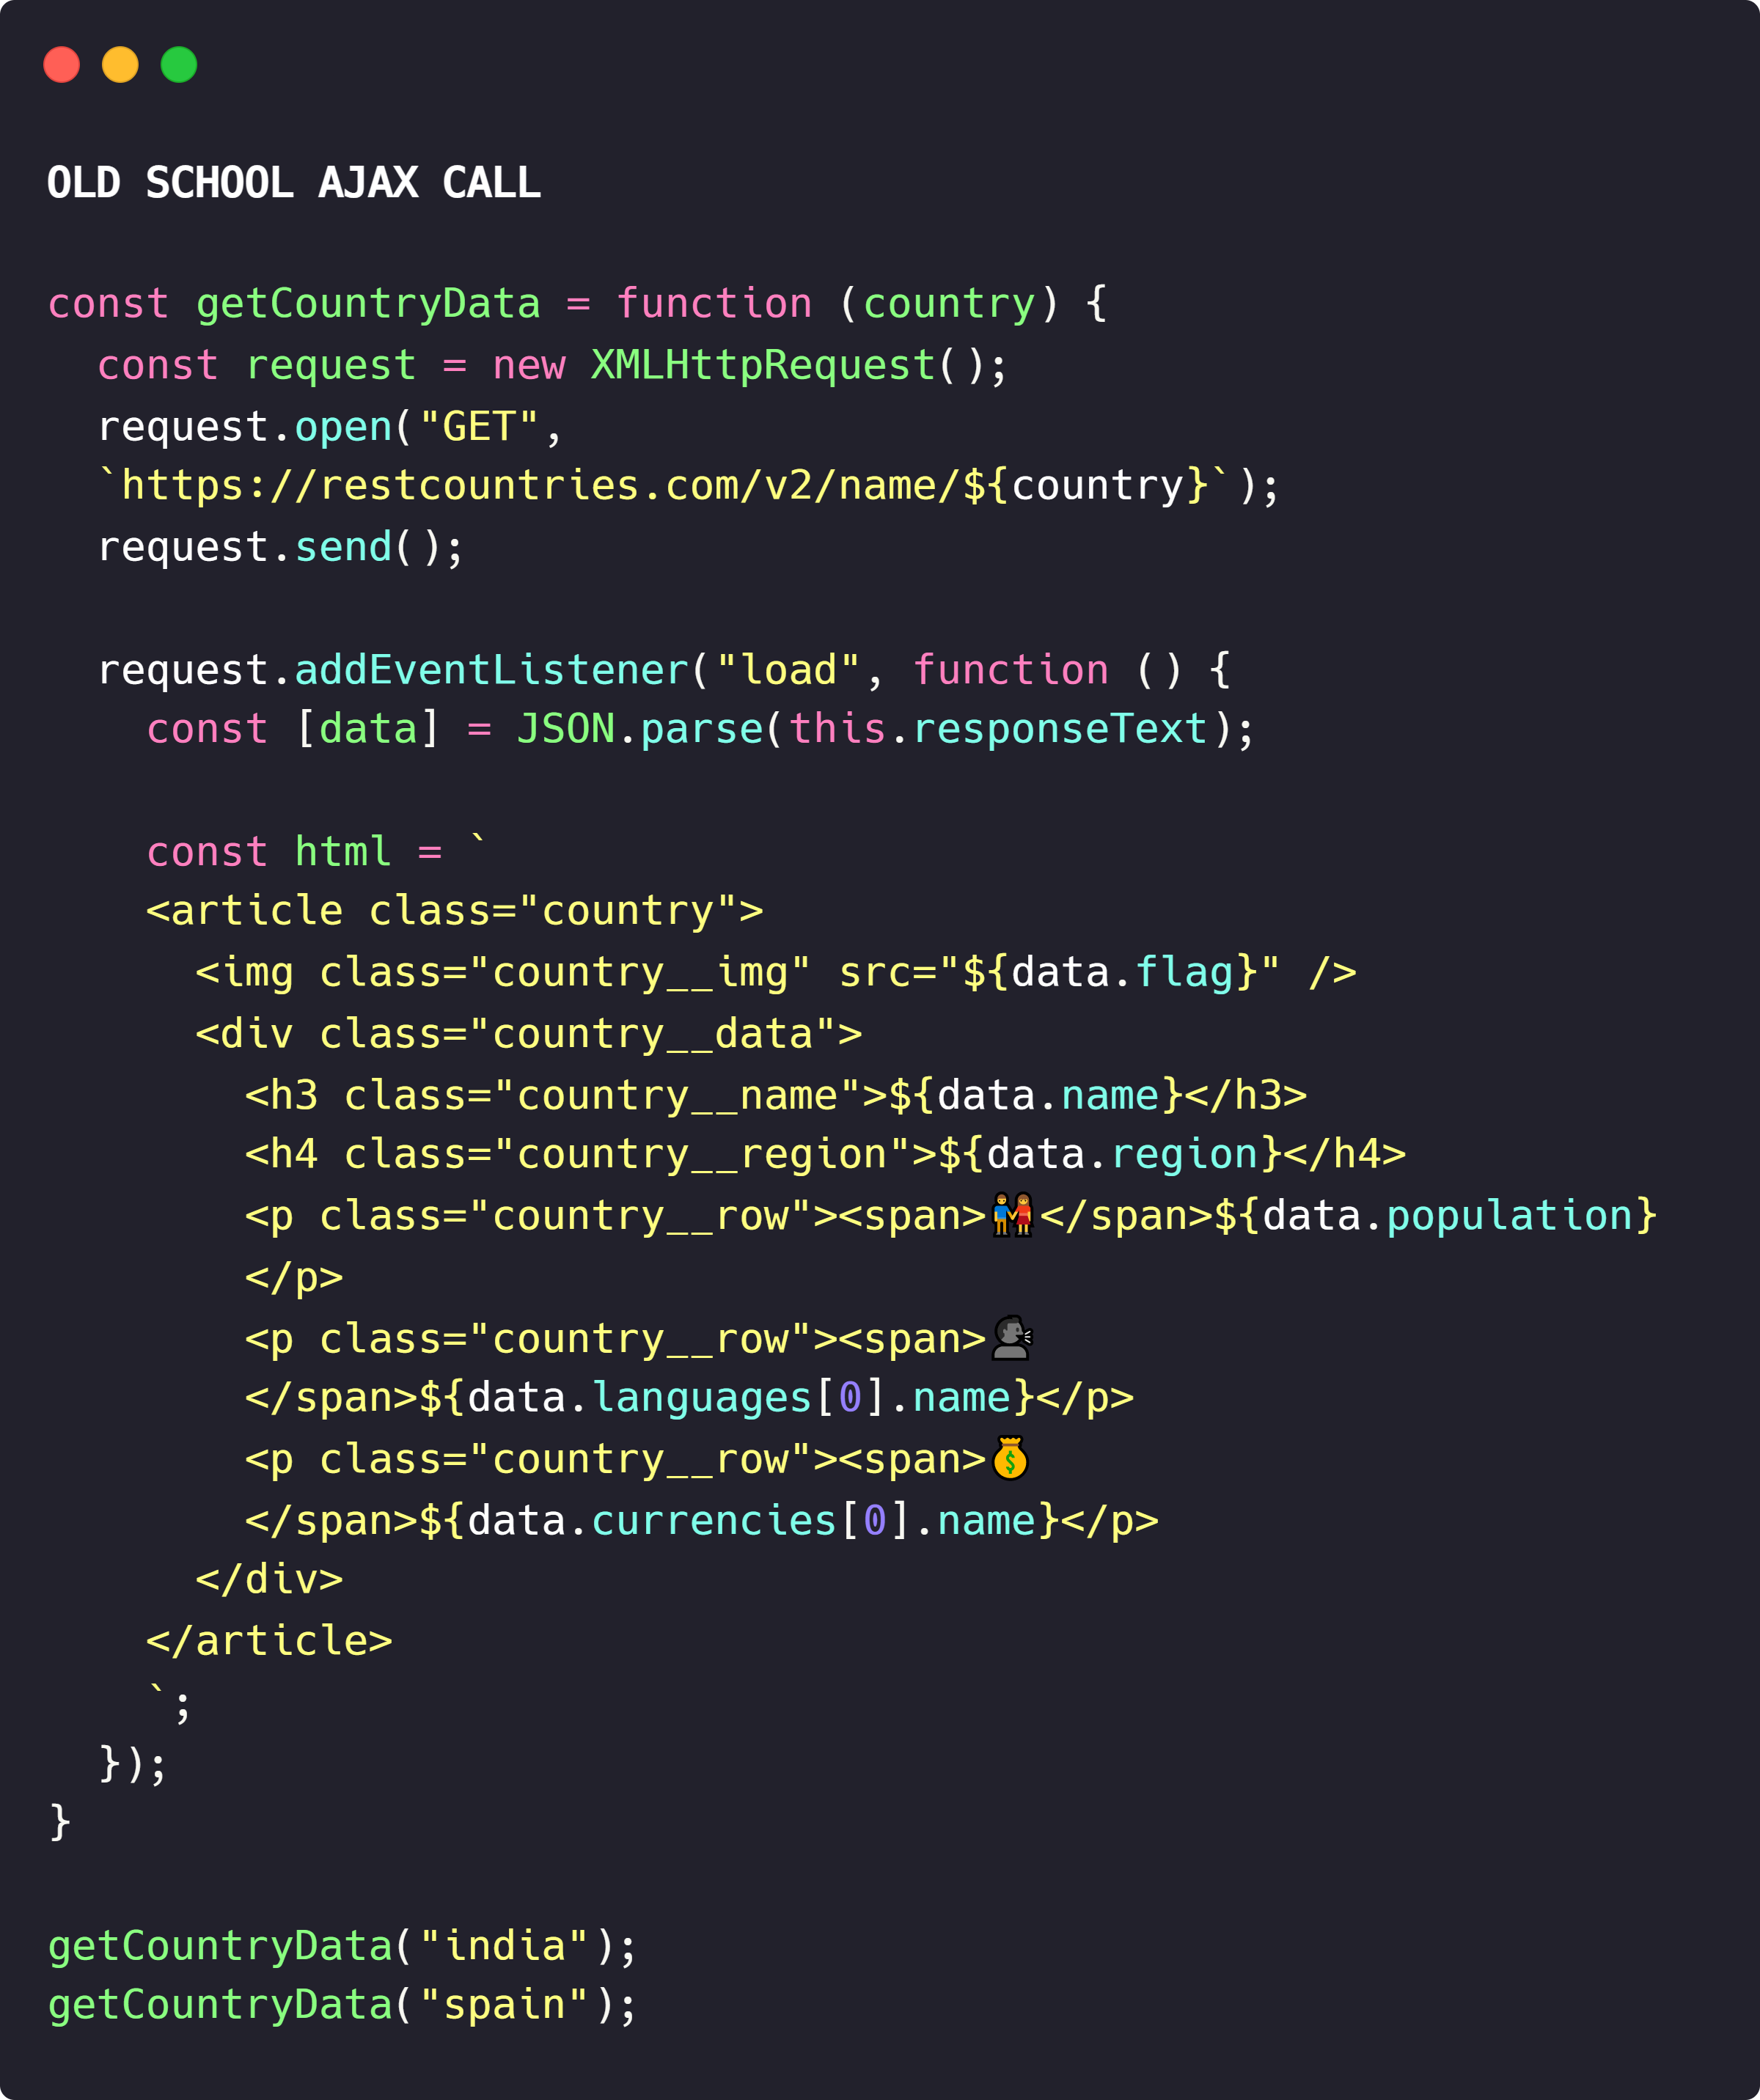 OLD SCHOOL AJAX CALL
const getCountryData = function (country) {
  const request = new XMLHttpRequest();
  request.open("GET",
  `https://restcountries.com/v2/name/${country}`);
  request.send();
  request.addEventListener("load", function () {
    const [data] = JSON.parse(this.responseText);
    const html = `
    <article class="country">
      <img class="country__img" src="${data.flag}" />
      <div class="country__data">
        <h3 class="country__name">${data.name}</h3>
        <h4 class="country__region">${data.region}</h4>
        <p class="country__row"><span>👫</span>${data.population}
        </p>
        <p class="country__row"><span>🗣️
        </span>${data.languages[0].name}</p>
        <p class="country__row"><span>💰
        </span>${data.currencies[0].name}</p>
      </div>
    </article>
    `;
  });
}
getCountryData("india");
getCountryData("spain");